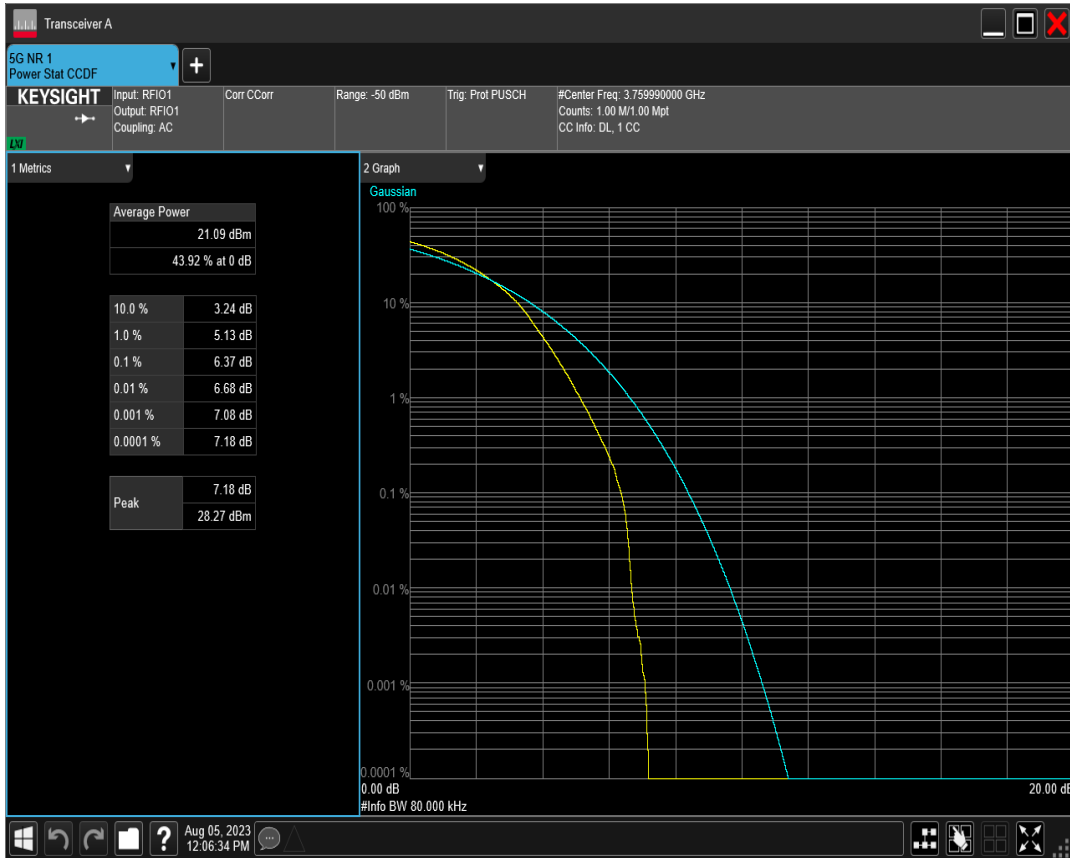 Transceiver A
5G NR 1
Power Stat CCDF
+
KEYSIGHT
LXI
Input: RFIO1
Output: RFIO1
Coupling: AC
Corr CCorr
Range: -50 dBm
Trig: Prot PUSCH
#Center Freq: 3.759990000 GHz
Counts: 1.00 M/1.00 Mpt
CC Info: DL, 1 CC
1 Metrics
Average Power
21.09 dBm
43.92 % at 0 dB
10.0 % 3.24 dB
1.0 % 5.13 dB
0.1 % 6.37 dB
0.01 % 6.68 dB
0.001 % 7.08 dB
0.0001 % 7.18 dB
Peak
7.18 dB
28.27 dBm
2 Graph
Gaussian
100 %
10 %
1 %
0.1 %
0.01 %
0.001 %
0.0001 %
0.00 dB 20.00 dB
#Info BW 80.000 kHz
?
Aug 05, 2023
12:06:34 PM